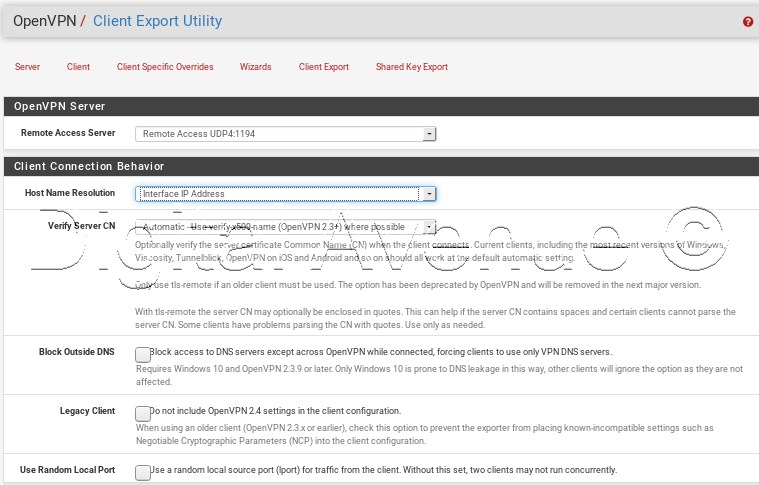 OpenVPN / Client Export Utility
Server Client Client Specific Overrides Wizards Client Export Shared Key Export
OpenVPN Server
Remote Access Server Remote Access UDP4:1194
Client Connection Behavior
Host Name Resolution Interface IP Address
Verify Server CN Automatic - Use verify-x509-name (OpenVPN 2.3+) where possible
Optionally verify the server certificate Common Name (CN) when the client connects. Current clients, including the most recent versions of Windows,
Viscosity, Tunnelblick, OpenVPN on iOS and Android and so on should all work at the default automatic setting.
Only use tls-remote if an older client must be used. The option has been deprecated by OpenVPN and will be removed in the next major version.
With tls-remote the server CN may optionally be enclosed in quotes. This can help if the server CN contains spaces and certain clients cannot parse the
server CN. Some clients have problems parsing the CN with quotes. Use only as needed.
Block Outside DNS Block access to DNS servers except across OpenVPN while connected, forcing clients to use only VPN DNS servers.
Requires Windows 10 and OpenVPN 2.3.9 or later. Only Windows 10 is prone to DNS leakage in this way, other clients will ignore the option as they are not
affected.
Legacy Client Do not include OpenVPN 2.4 settings in the client configuration.
When using an older client (OpenVPN 2.3.x or earlier), check this option to prevent the exporter from placing known-incompatible settings such as
Negotiable Cryptographic Parameters (NCP) into the client configuration.
Use Random Local Port Use a random local source port (lport) for traffic from the client. Without this set, two clients may not run concurrently.